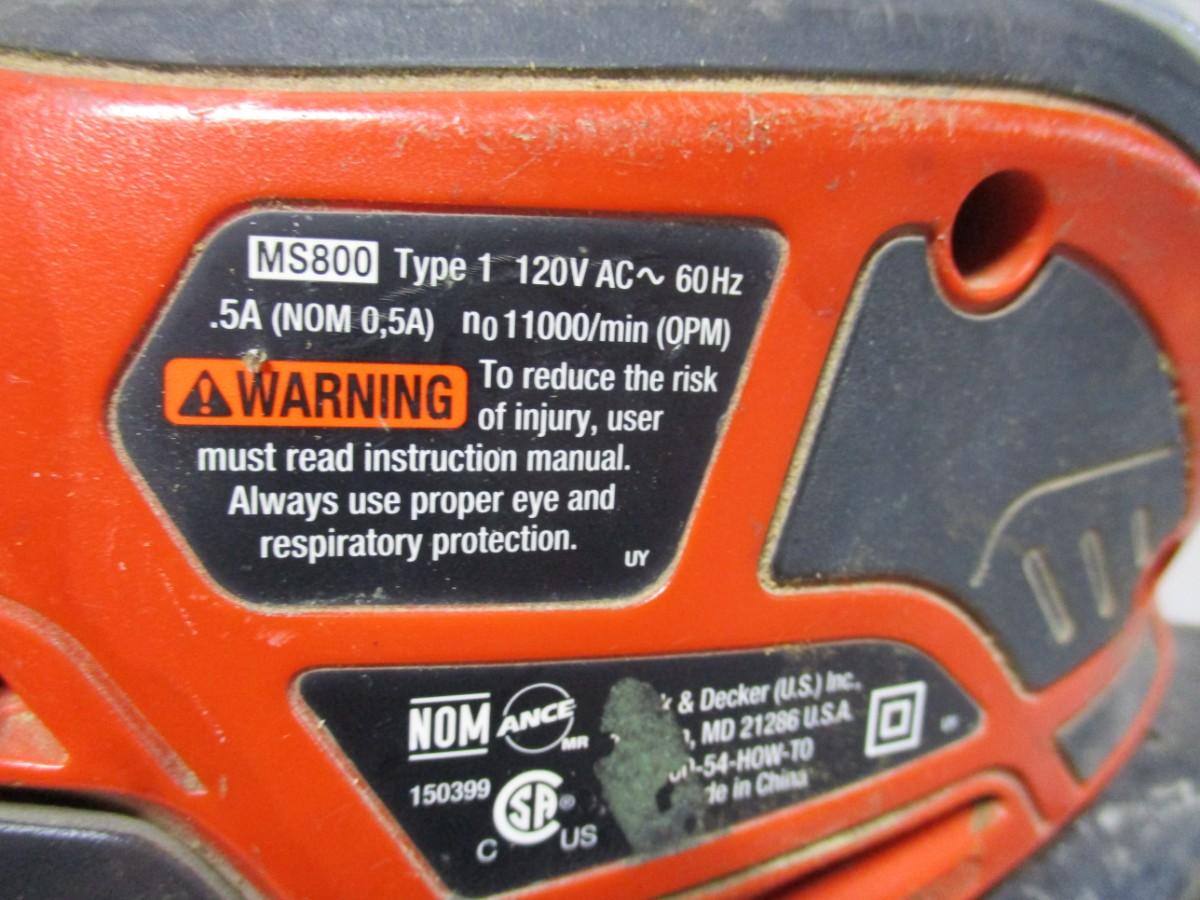 MS800 Type 1 120V AC~ 60Hz
.5A (NOM 0,5A) n0 11000/min (OPM)
⚠WARNING To reduce the risk
of injury, user
must read instruction manual.
Always use proper eye and
respiratory protection.
UY
NOM ANCE MR
150399
C SA® US
& Decker (U.S.) Inc.,
MD 21286 U.S.A.
-54-HOW-TO
in China